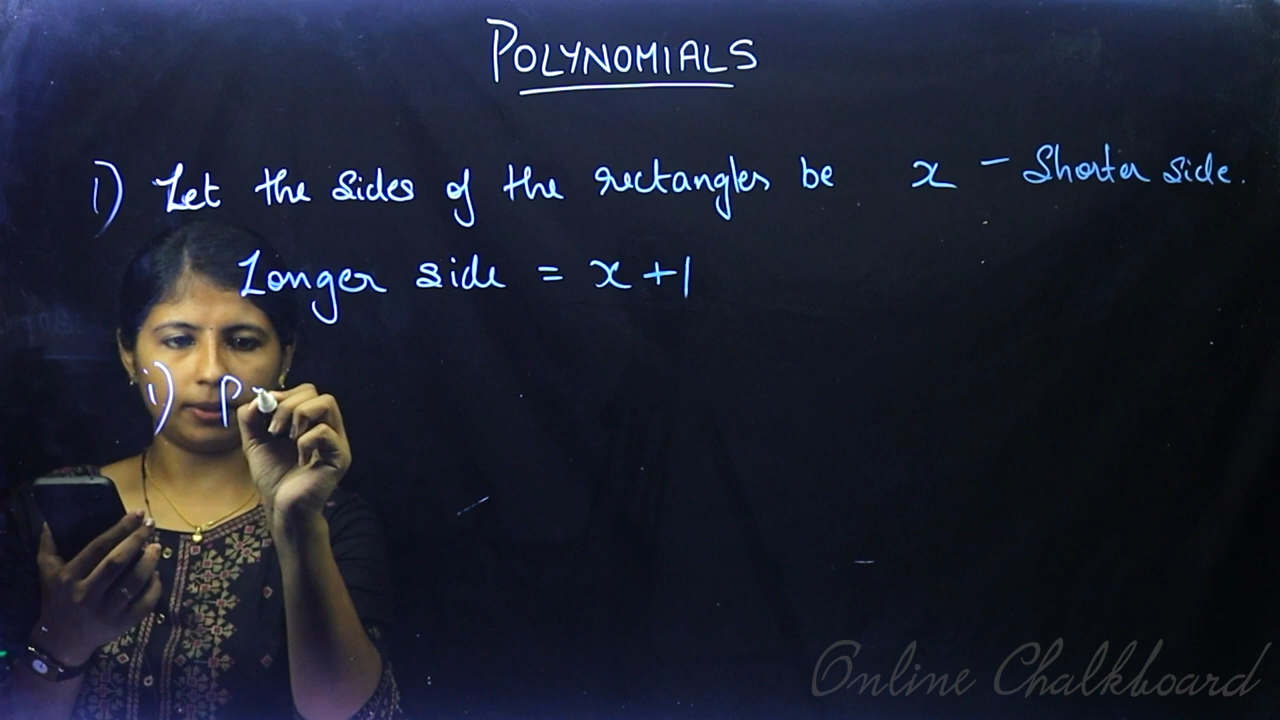 POLYNOMIALS
1) Let the sides of the rectangles be x - Shorter side.
Longer side = x + 1
i) p
Online Chalkboard